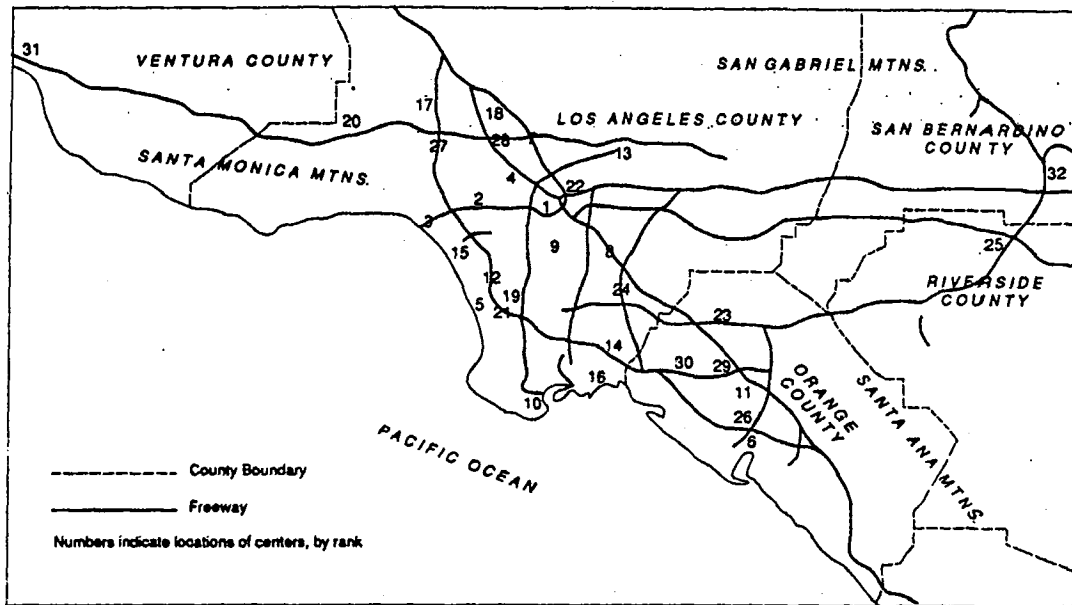 31
VENTURA COUNTY
SAN GABRIEL MTNS.
17
18
20
LOS ANGELES COUNTY
SAN BERNARDINO
COUNTY
27
28
7
13
SANTA MONICA MTNS.
4
22
32
2
1
3
9
15
8
25
12
24
RIVERSIDE
COUNTY
5
19
21
23
14
30
29
16
10
11
ORANGE
COUNTY
SANTA ANA MTNS.
26
6
PACIFIC OCEAN
County Boundary
Freeway
Numbers indicate locations of centers, by rank